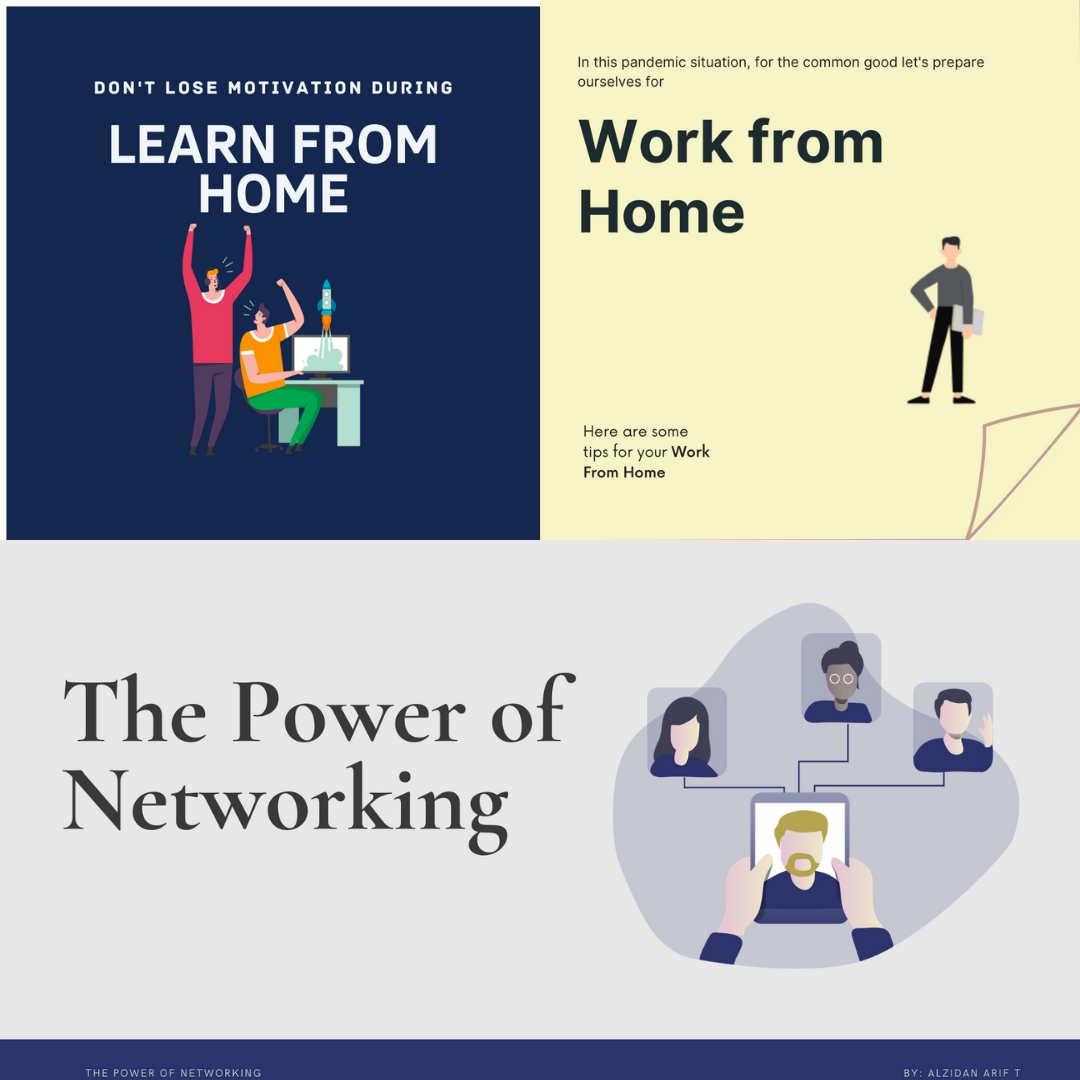 DON'T LOSE MOTIVATION DURING
LEARN FROM
HOME
In this pandemic situation, for the common good let's prepare
ourselves for
Work from
Home
Here are some
tips for your Work
From Home
The Power of
Networking
THE POWER OF NETWORKING
BY: ALZIDAN ARIF T